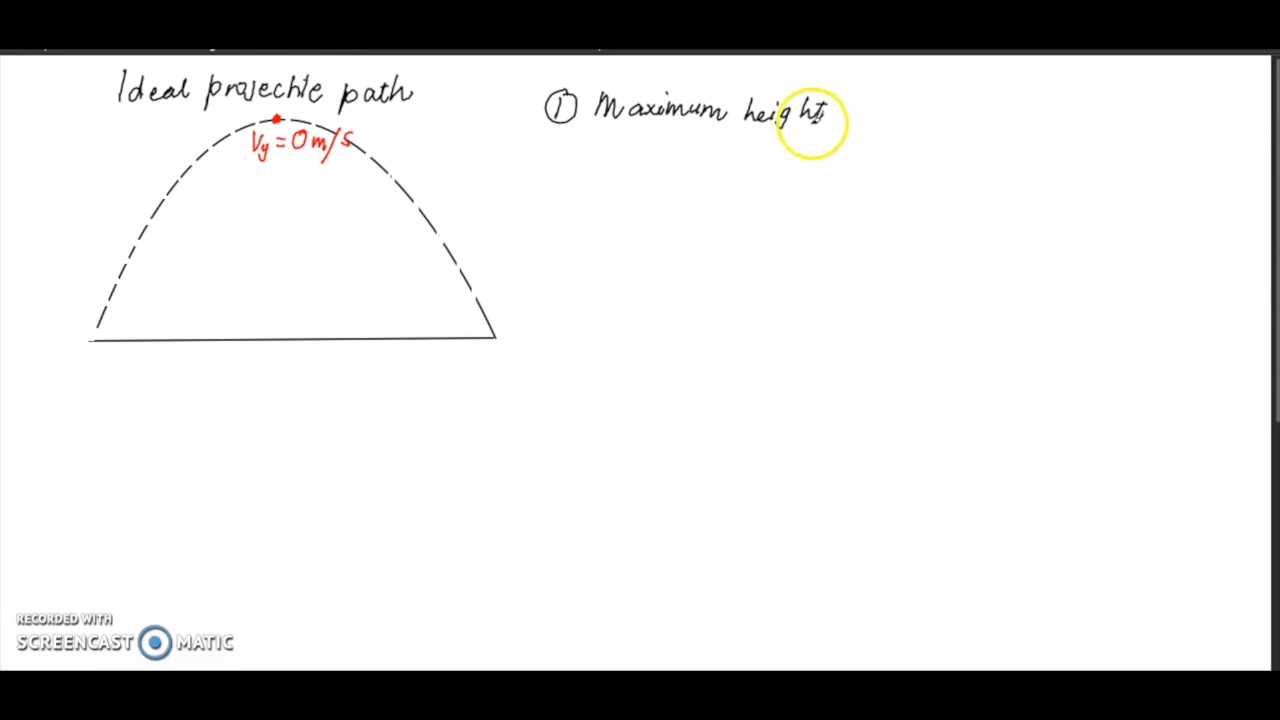 Ideal projectile path
① Maximum height
Vy = 0 m/s
RECORDED WITH
SCREENCAST MATIC